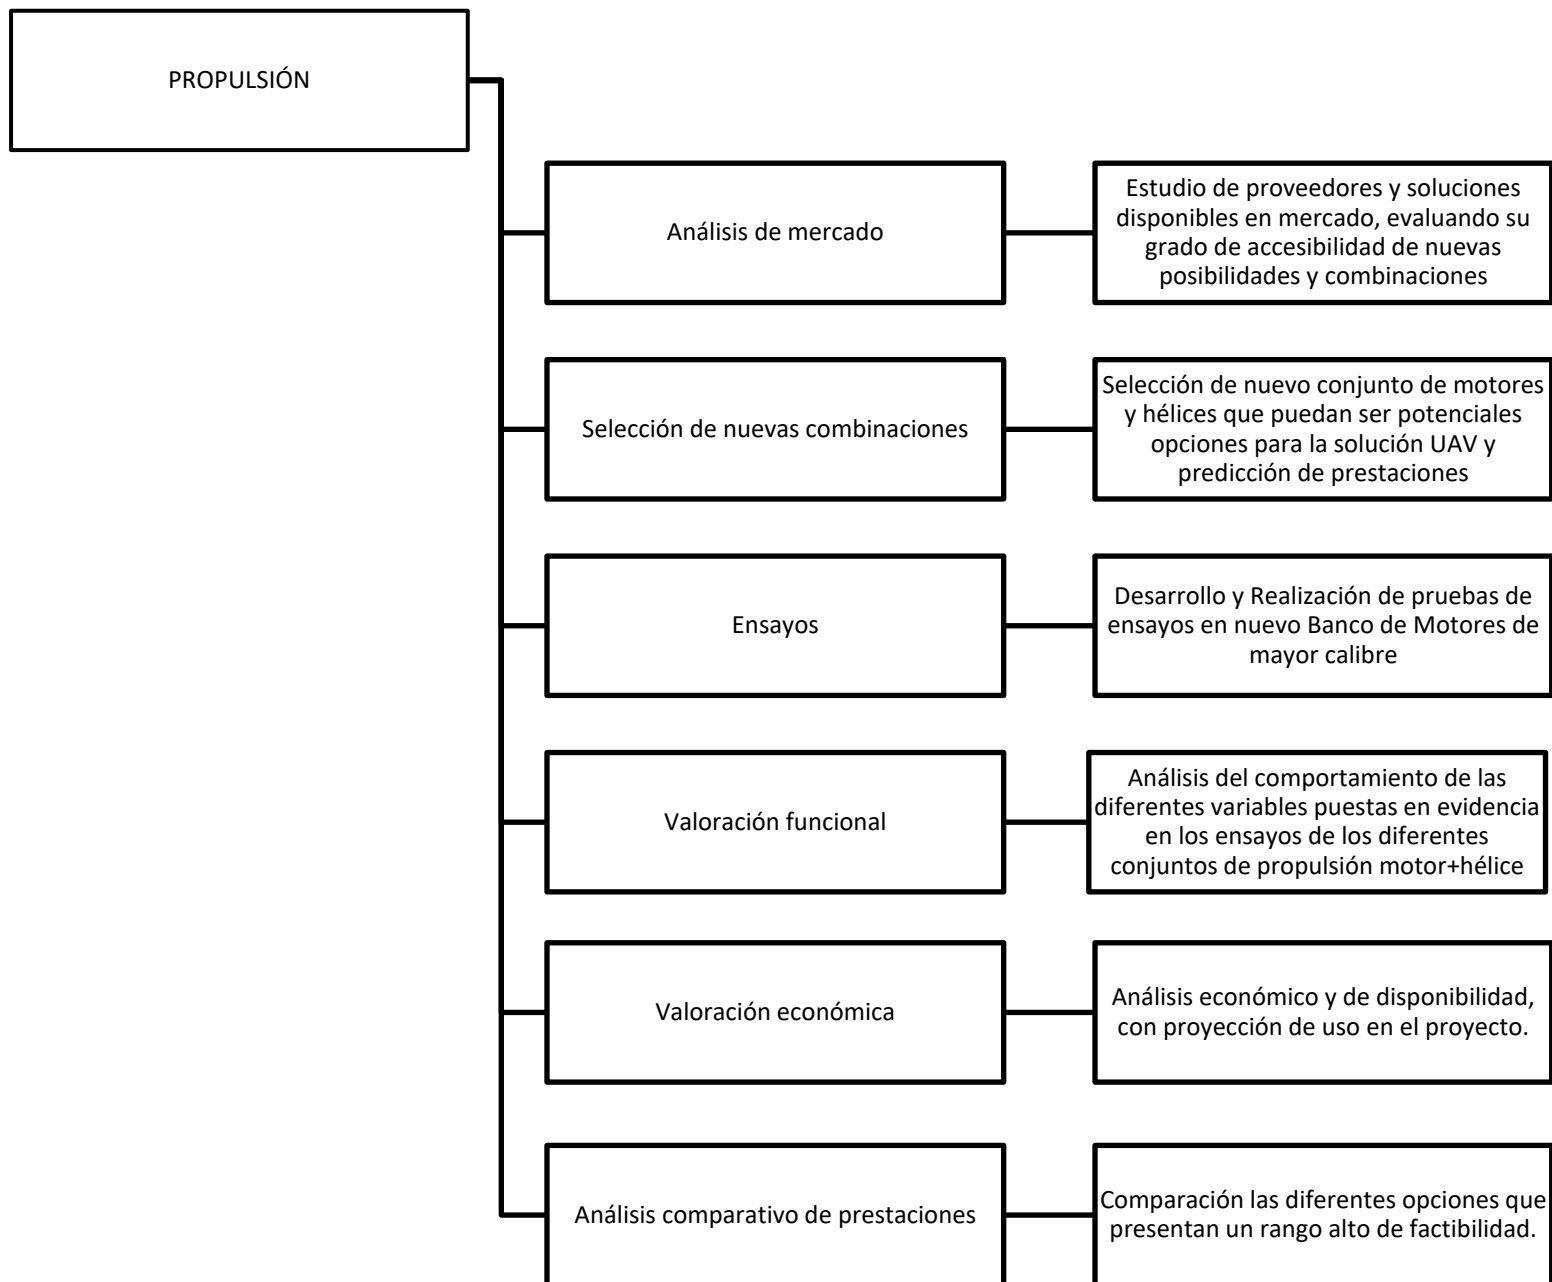 PROPULSIÓN
Análisis de mercado
Estudio de proveedores y soluciones
disponibles en mercado, evaluando su
grado de accesibilidad de nuevas
posibilidades y combinaciones
Selección de nuevas combinaciones
Selección de nuevo conjunto de motores
y hélices que puedan ser potenciales
opciones para la solución UAV y
predicción de prestaciones
Ensayos
Desarrollo y Realización de pruebas de
ensayos en nuevo Banco de Motores de
mayor calibre
Valoración funcional
Análisis del comportamiento de las
diferentes variables puestas en evidencia
en los ensayos de los diferentes
conjuntos de propulsión motor+hélice
Valoración económica
Análisis económico y de disponibilidad,
con proyección de uso en el proyecto.
Análisis comparativo de prestaciones
Comparación las diferentes opciones que
presentan un rango alto de factibilidad.